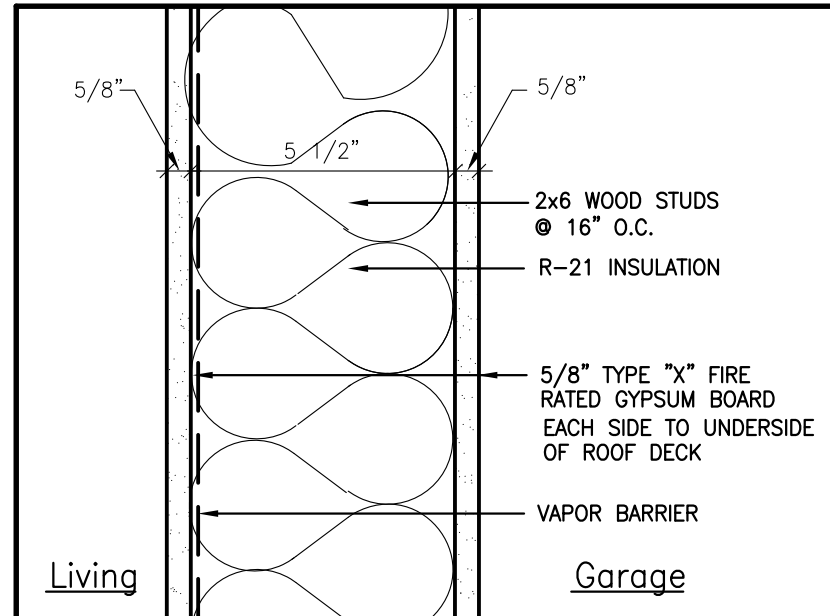 5/8”
5/8”
5 1/2”
2x6 WOOD STUDS
@ 16” O.C.
R-21 INSULATION
5/8” TYPE ”X” FIRE
RATED GYPSUM BOARD
EACH SIDE TO UNDERSIDE
OF ROOF DECK
VAPOR BARRIER
Living
Garage